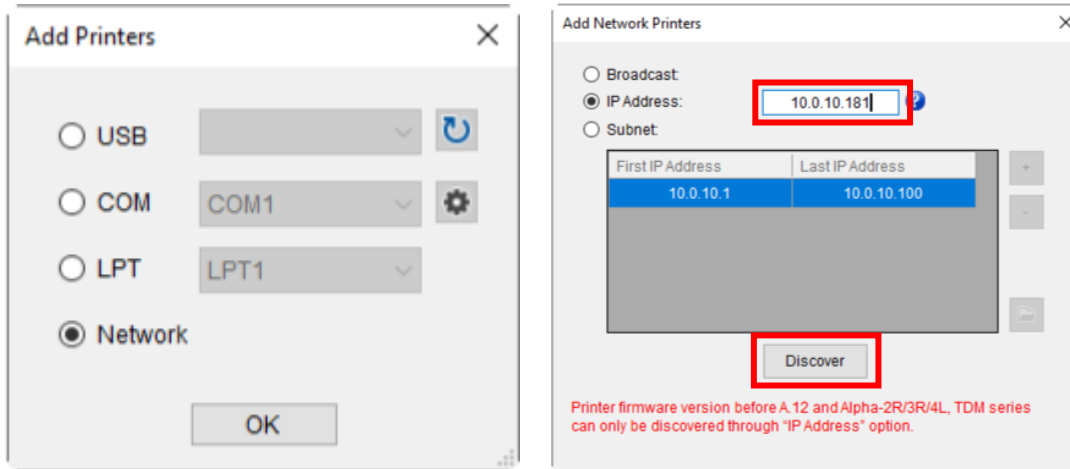 Add Printers
USB
COM
COM1
LPT
LPT1
Network
OK
Add Network Printers
Broadcast:
IP Address:
10.0.10.181
?
Subnet:
First IP Address
Last IP Address
10.0.10.1
10.0.10.100
+
-
Discover
Printer firmware version before A.12 and Alpha-2R/3R/4L, TDM series
can only be discovered through “IP Address” option.